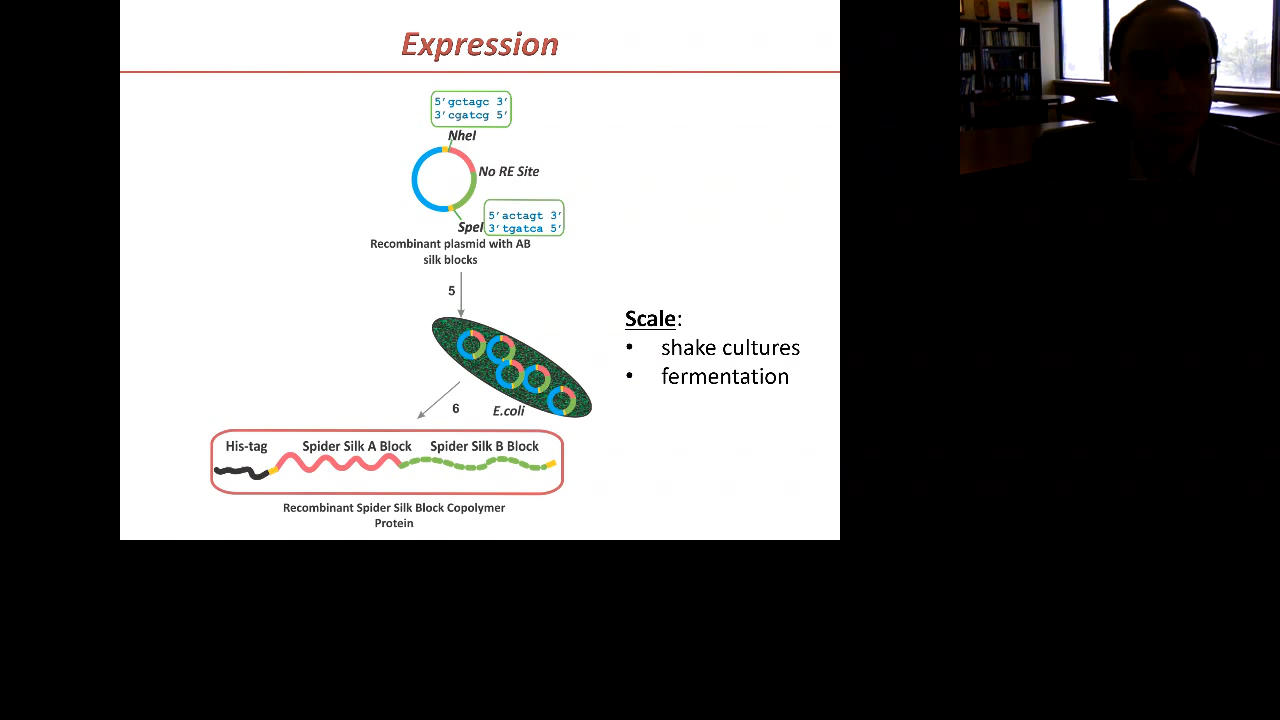 Expression
5'gctagc 3'
3'cgatcg 5'
NheI
No RE Site
5'actagt 3'
SpeI 3'tgatca 5'
Recombinant plasmid with AB
silk blocks
5
Scale:
• shake cultures
• fermentation
6
E.coli
His-tag Spider Silk A Block Spider Silk B Block
Recombinant Spider Silk Block Copolymer
Protein